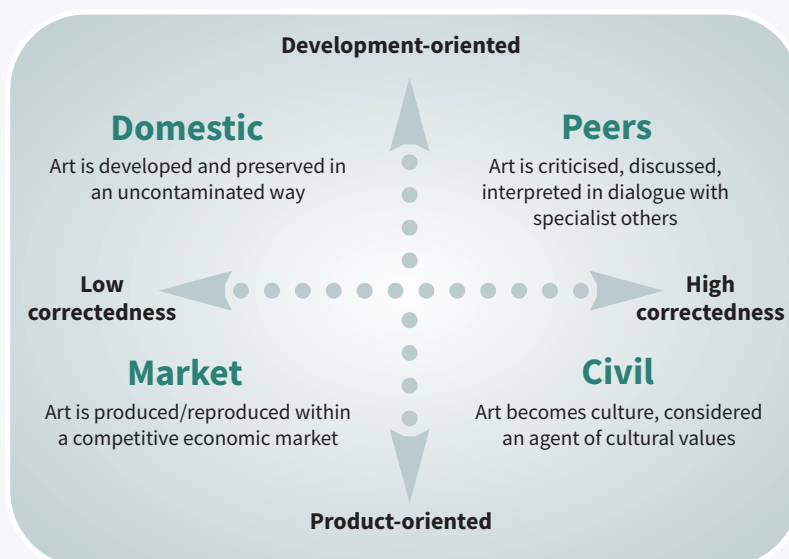 Development-oriented
Domestic
Art is developed and preserved in
an uncontaminated way
Peers
Art is criticised, discussed,
interpreted in dialogue with
specialist others
Low
correctedness
High
correctedness
Market
Art is produced/reproduced within
a competitive economic market
Civil
Art becomes culture, considered
an agent of cultural values
Product-oriented